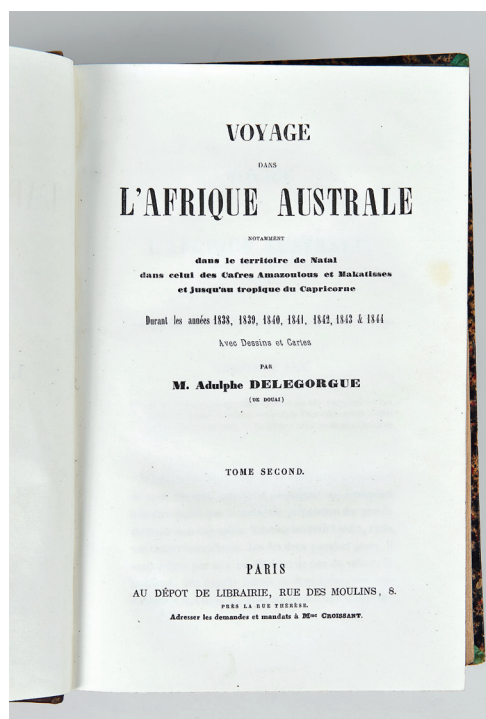 VOYAGE
DANS
L'AFRIQUE AUSTRALE
NOTAMMENT
dans le territoire de Natal
dans celui des Cafres Amazoulous et Makatisses
et jusqu'au tropique du Capricorne
Durant les années 1838, 1839, 1840, 1841, 1842, 1843 & 1844
Avec Dessins et Cartes
PAR
M. Adulphe DELEGORGUE
(DE DOUAI)
TOME SECOND.
PARIS
AU DÉPOT DE LIBRAIRIE, RUE DES MOULINS, 8.
PRÈS LA RUE THÉRÈSE.
Adresser les demandes et mandats à Mme CROISSANT.